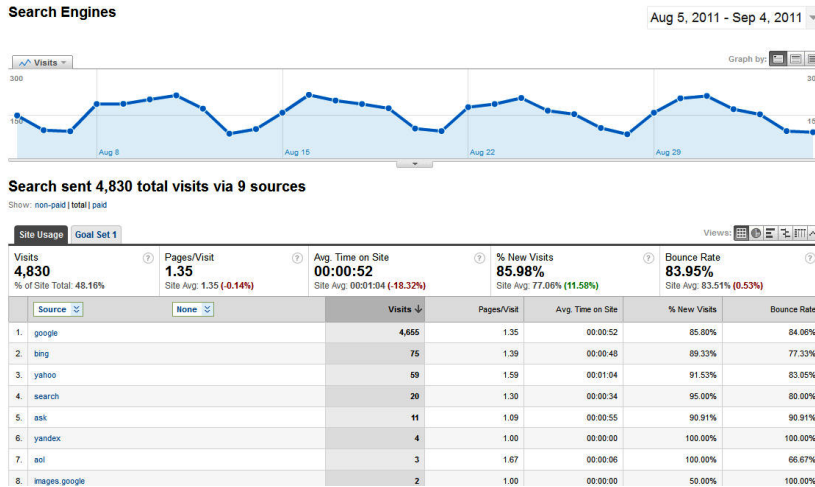 Search Engines
Aug 5, 2011 - Sep 4, 2011
Visits
Graph by:
300
30
150
15
Aug 8
Aug 15
Aug 22
Aug 29
Search sent 4,830 total visits via 9 sources
Show: non-paid | total | paid
Site Usage Goal Set 1
Views:
Visits ? Pages/Visit ? Avg. Time on Site ? % New Visits ? Bounce Rate ?
4,830 1.35 00:00:52 85.98% 83.95%
% of Site Total: 48.16% Site Avg: 1.35 (-0.14%) Site Avg: 00:01:04 (-18.32%) Site Avg: 77.06% (11.58%) Site Avg: 83.51% (0.53%)
Source None Visits ↓ Pages/Visit Avg. Time on Site % New Visits Bounce Rate
1. google 4,655 1.35 00:00:52 85.80% 84.06%
2. bing 75 1.39 00:00:48 89.33% 77.33%
3. yahoo 59 1.59 00:01:04 91.53% 83.05%
4. search 20 1.30 00:00:34 95.00% 80.00%
5. ask 11 1.09 00:00:55 90.91% 90.91%
6. yandex 4 1.00 00:00:00 100.00% 100.00%
7. aol 3 1.67 00:00:06 100.00% 66.67%
8. images.google 2 1.00 00:00:00 50.00% 100.00%